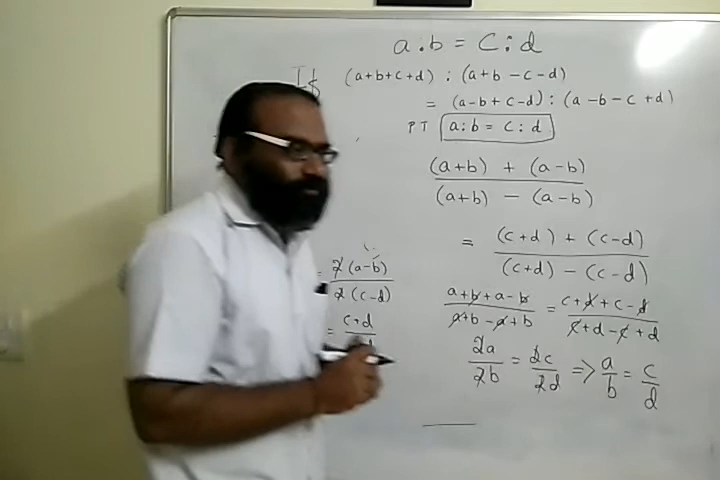 a:b = c:d
If (a+b+c+d) : (a+b-c-d)
= (a-b+c-d) : (a-b-c+d)
PT a:b = c:d
(a+b) + (a-b)
(a+b) - (a-b)
= (c+d) + (c-d)
(c+d) - (c-d)
= 2(a-b)
2(c-d)
= c+d
a+b+a-b = c+d+c-d
a+b-a+b c+d-c+d
2a = 2c => a = c
2b 2d b d